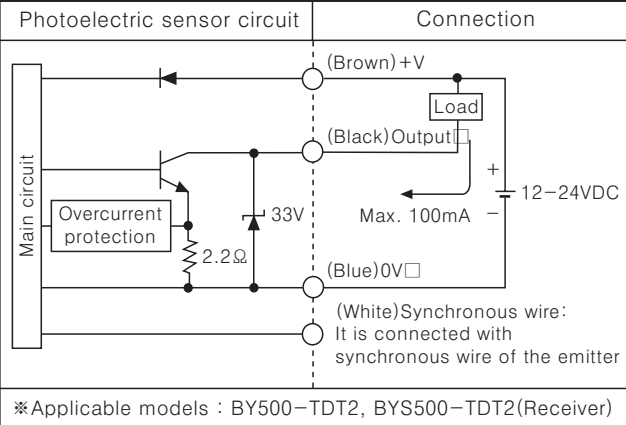 Photoelectric sensor circuit
Connection
(Brown)+V
Load
(Black)Output□
Main circuit
+
12-24VDC
Overcurrent
protection
33V
Max. 100mA
-
2.2Ω
(Blue)0V□
(White)Synchronous wire:
It is connected with
synchronous wire of the emitter
※Applicable models : BY500-TDT2, BYS500-TDT2(Receiver)